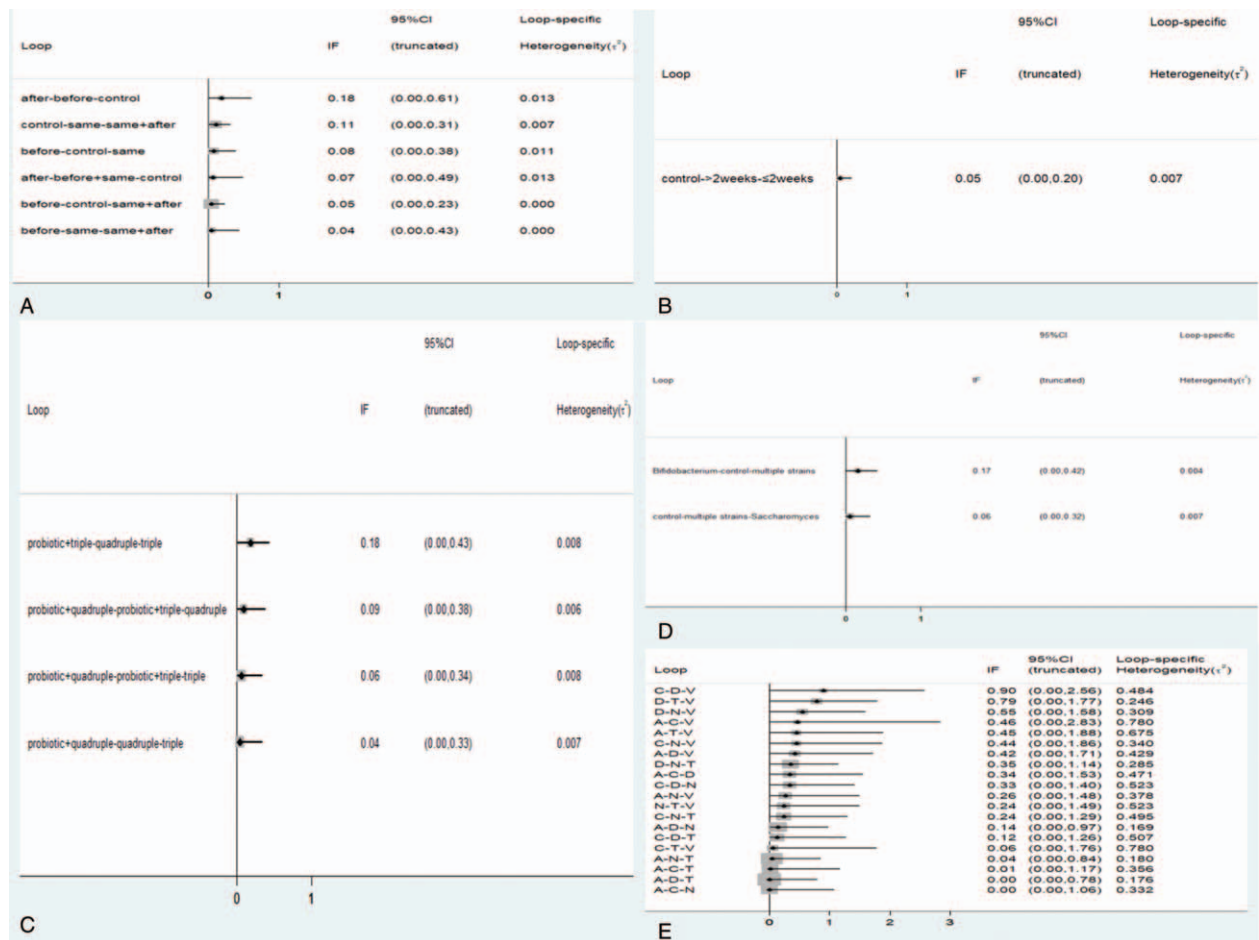 95%CI Loop-specific
Loop IF (truncated) Heterogeneity(τ²)
after-before-control 0.18 (0.00,0.61) 0.013
control-same-same+after 0.11 (0.00,0.31) 0.007
before-control-same 0.08 (0.00,0.38) 0.011
after-before+same-control 0.07 (0.00,0.49) 0.013
before-control-same+after 0.05 (0.00,0.23) 0.000
before-same-same+after 0.04 (0.00,0.43) 0.000
0 1
A
95%CI Loop-specific
Loop IF (truncated) Heterogeneity(τ²)
control->2weeks-≤2weeks 0.05 (0.00,0.20) 0.007
0 1
B
95%CI Loop-specific
Loop IF (truncated) Heterogeneity(τ²)
probiotic+triple-quadruple-triple 0.18 (0.00,0.43) 0.008
probiotic+quadruple-probiotic+triple-quadruple 0.09 (0.00,0.38) 0.006
probiotic+quadruple-probiotic+triple-triple 0.06 (0.00,0.34) 0.008
probiotic+quadruple-quadruple-triple 0.04 (0.00,0.33) 0.007
0 1
C
95%CI Loop-specific
Loop IF (truncated) Heterogeneity(τ²)
Bifidobacterium-control-multiple strains 0.17 (0.00,0.42) 0.004
control-multiple strains-Saccharomyces 0.06 (0.00,0.32) 0.007
0 1
D
95%CI Loop-specific
Loop IF (truncated) Heterogeneity(τ²)
C-D-V 0.90 (0.00,2.56) 0.484
D-T-V 0.79 (0.00,1.77) 0.246
D-N-V 0.55 (0.00,1.58) 0.309
A-C-V 0.46 (0.00,2.83) 0.780
A-T-V 0.45 (0.00,1.88) 0.675
C-N-V 0.44 (0.00,1.86) 0.340
A-D-V 0.42 (0.00,1.71) 0.429
D-N-T 0.35 (0.00,1.14) 0.285
A-C-D 0.34 (0.00,1.53) 0.471
C-D-N 0.33 (0.00,1.40) 0.523
A-N-V 0.26 (0.00,1.48) 0.378
N-T-V 0.24 (0.00,1.49) 0.523
C-N-T 0.24 (0.00,1.29) 0.495
A-D-N 0.14 (0.00,0.97) 0.169
C-D-T 0.12 (0.00,1.26) 0.507
C-T-V 0.06 (0.00,1.76) 0.780
A-N-T 0.04 (0.00,0.84) 0.180
A-C-T 0.01 (0.00,1.17) 0.356
A-D-T 0.00 (0.00,0.78) 0.176
A-C-N 0.00 (0.00,1.06) 0.332
0 1 2 3
E